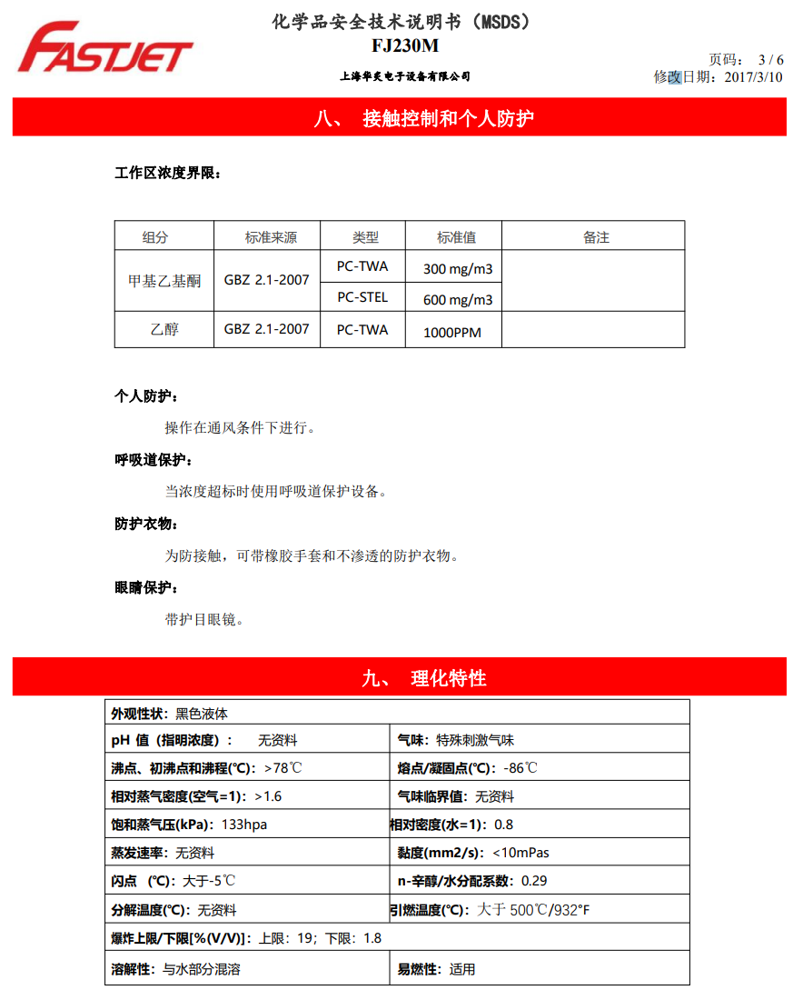 FASTJET
化学品安全技术说明书（MSDS）
FJ230M
上海华炙电子设备有限公司
页码： 3 / 6
修改日期：2017/3/10
八、 接触控制和个人防护
工作区浓度界限：
组分 标准来源 类型 标准值 备注
甲基乙基酮 GBZ 2.1-2007 PC-TWA 300 mg/m3
PC-STEL 600 mg/m3
乙醇 GBZ 2.1-2007 PC-TWA 1000PPM
个人防护：
操作在通风条件下进行。
呼吸道保护：
当浓度超标时使用呼吸道保护设备。
防护衣物：
为防接触，可带橡胶手套和不渗透的防护衣物。
眼睛保护：
带护目眼镜。
九、 理化特性
外观性状：黑色液体
pH 值（指明浓度）： 无资料 气味：特殊刺激气味
沸点、初沸点和沸程(℃)：>78℃ 熔点/凝固点(℃)：-86℃
相对蒸气密度(空气=1)：>1.6 气味临界值：无资料
饱和蒸气压(kPa)：133hpa 相对密度(水=1)：0.8
蒸发速率：无资料 黏度(mm2/s)：<10mPas
闪点 (℃)：大于-5℃ n-辛醇/水分配系数：0.29
分解温度(℃)：无资料 引燃温度(℃)：大于 500℃/932°F
爆炸上限/下限[%(V/V)]：上限：19；下限：1.8
溶解性：与水部分混溶 易燃性：适用